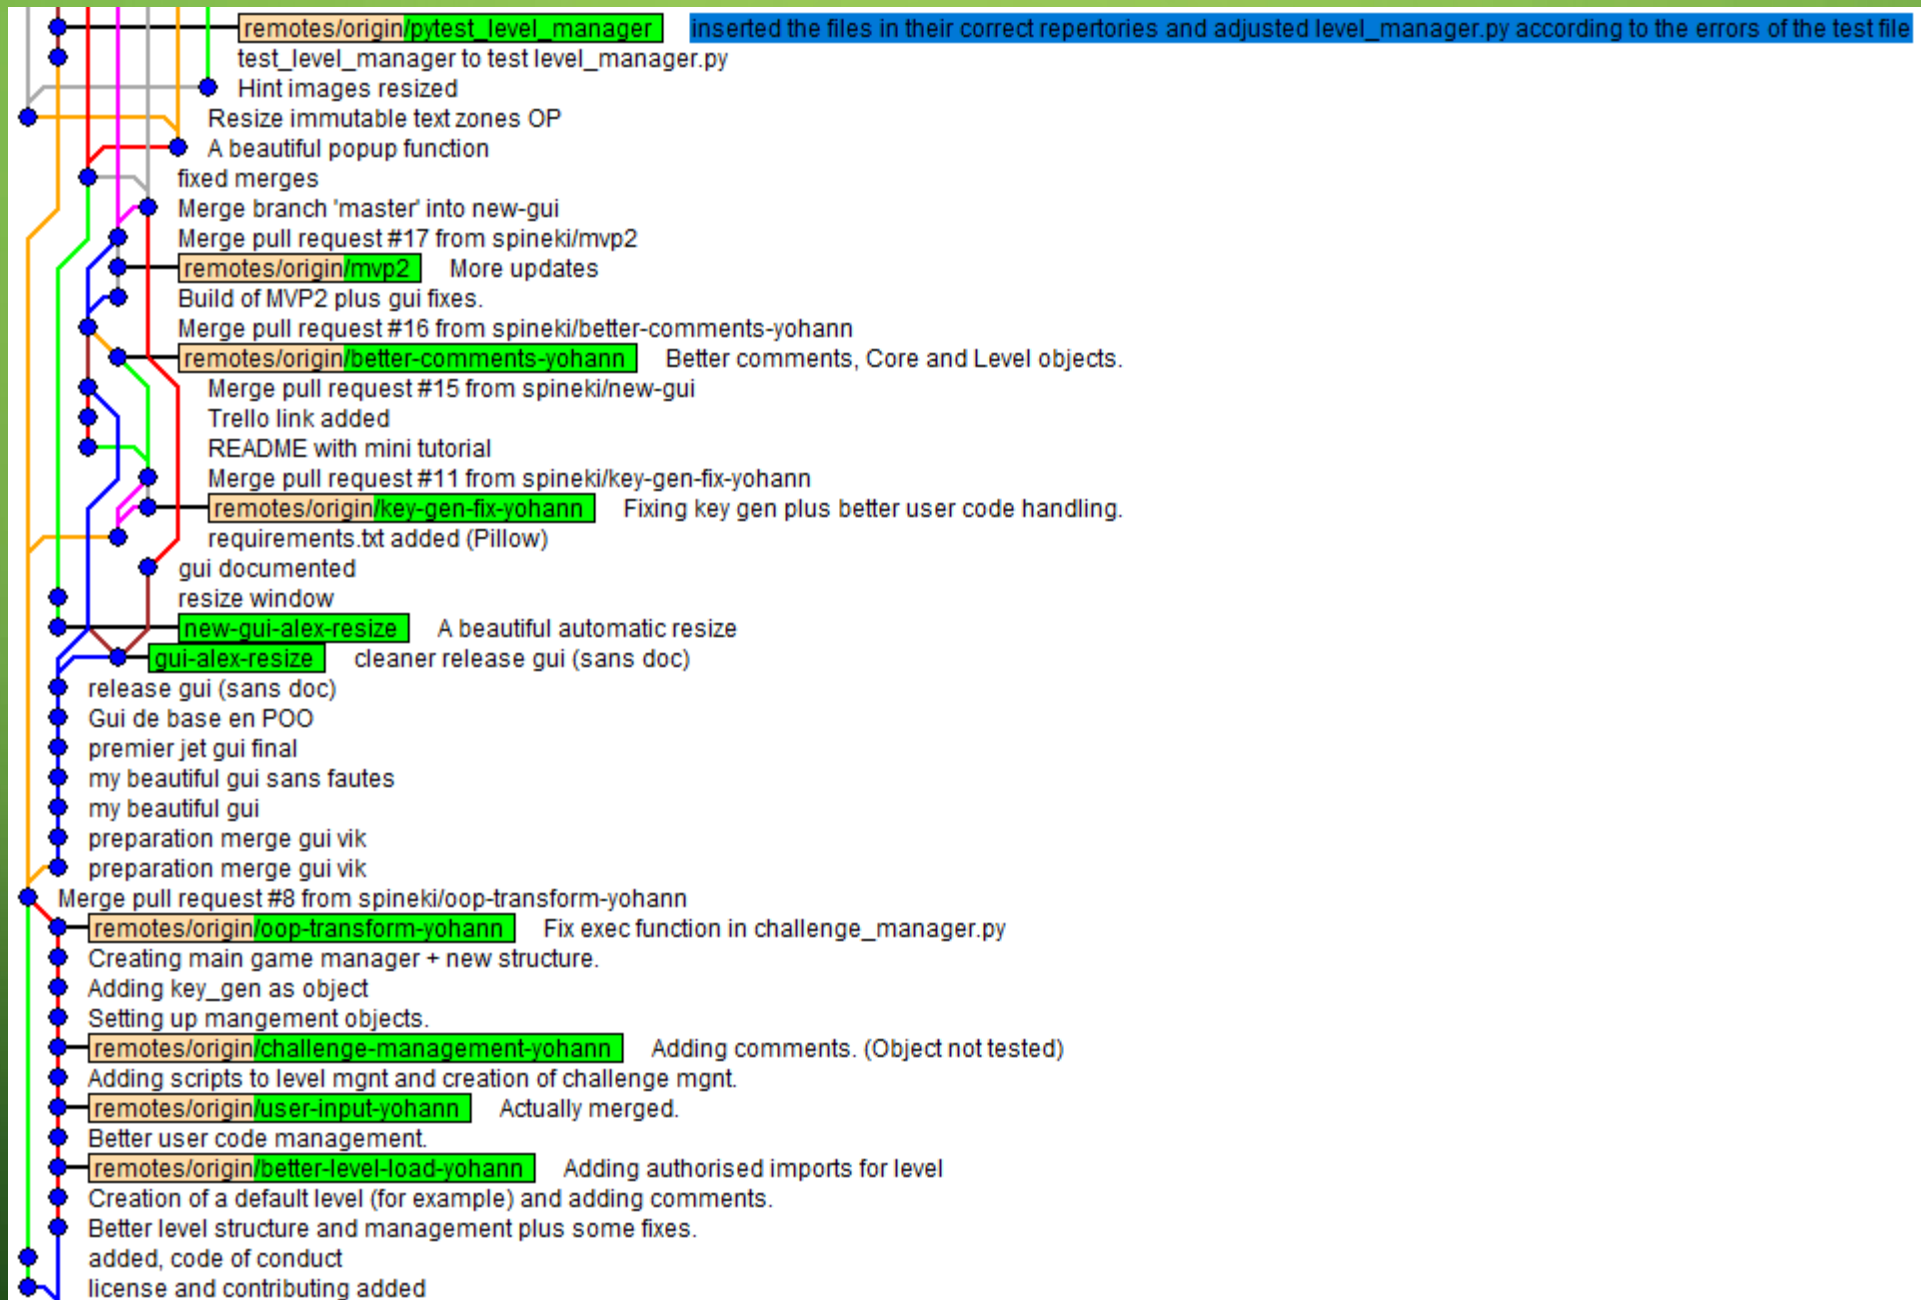 remotes/origin/pytest_level_manager inserted the files in their correct repertories and adjusted level_manager.py according to the errors of the test file
test_level_manager to test level_manager.py
Hint images resized
Resize immutable text zones OP
A beautiful popup function
fixed merges
Merge branch 'master' into new-gui
Merge pull request #17 from spineki/mvp2
remotes/origin/mvp2 More updates
Build of MVP2 plus gui fixes.
Merge pull request #16 from spineki/better-comments-yohann
remotes/origin/better-comments-yohann Better comments, Core and Level objects.
Merge pull request #15 from spineki/new-gui
Trello link added
README with mini tutorial
Merge pull request #11 from spineki/key-gen-fix-yohann
remotes/origin/key-gen-fix-yohann Fixing key gen plus better user code handling.
requirements.txt added (Pillow)
gui documented
resize window
new-gui-alex-resize A beautiful automatic resize
gui-alex-resize cleaner release gui (sans doc)
release gui (sans doc)
Gui de base en POO
premier jet gui final
my beautiful gui sans fautes
my beautiful gui
preparation merge gui vik
preparation merge gui vik
Merge pull request #8 from spineki/oop-transform-yohann
remotes/origin/oop-transform-yohann Fix exec function in challenge_manager.py
Creating main game manager + new structure.
Adding key_gen as object
Setting up mangement objects.
remotes/origin/challenge-management-yohann Adding comments. (Object not tested)
Adding scripts to level mgnt and creation of challenge mgnt.
remotes/origin/user-input-yohann Actually merged.
Better user code management.
remotes/origin/better-level-load-yohann Adding authorised imports for level
Creation of a default level (for example) and adding comments.
Better level structure and management plus some fixes.
added, code of conduct
license and contributing added